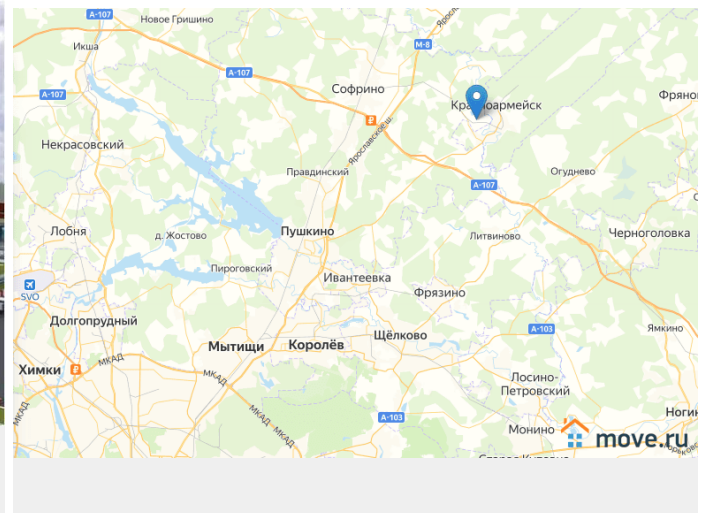 А-107
Новое Гришино
Икша
М-8
А-107
Софрино
А-107
Красноармейск
Некрасовский
Ярославское ш.
Правдинский
А-107
Огуднево
Лобня
д. Жостово
Пушкино
Литвиново
Черноголовка
Пироговский
Ивантеевка
Фрязино
SVO
Долгопрудный
Мытищи
Королёв
Щёлково
А-103
Ямкино
Химки
МКАД
МКАД
Лосино-
Петровский
МКАД
МКАД
МКАД
А-103
Монино
move.ru